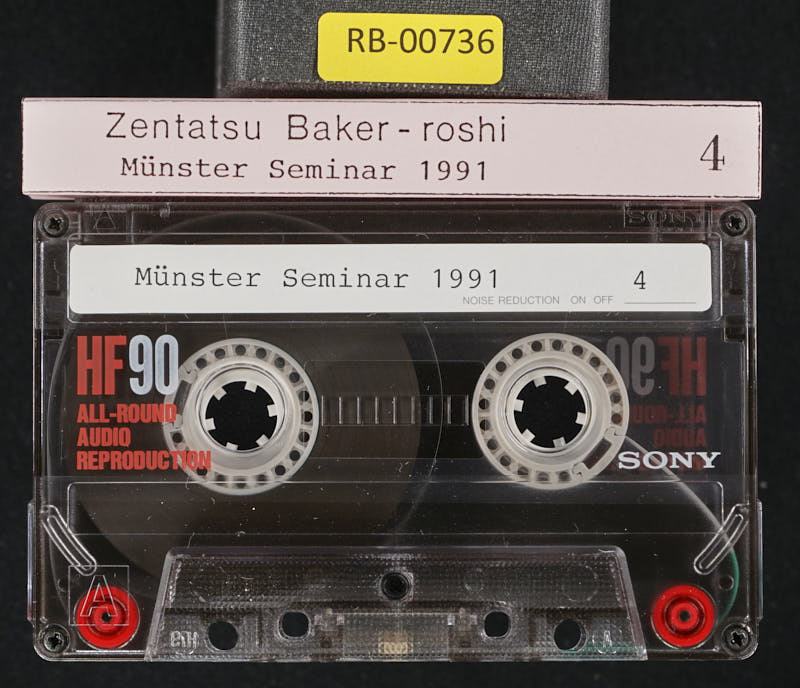 RB-00736
Zentatsu Baker-roshi
Münster Seminar 1991
4
SONY
Münster Seminar 1991 4
NOISE REDUCTION ON OFF
HF90
ALL-ROUND
AUDIO
REPRODUCTION
HF90
ALL-ROU
AUDIO
SONY
A